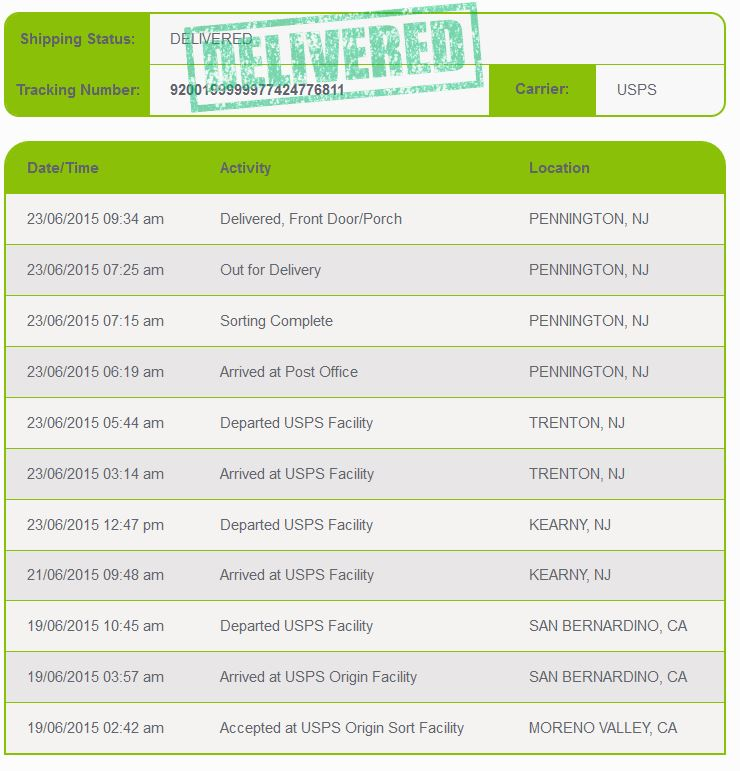 Shipping Status: DELIVERED
DELIVERED
Tracking Number: 9200199999977424776811 Carrier: USPS
Date/Time Activity Location
23/06/2015 09:34 am Delivered, Front Door/Porch PENNINGTON, NJ
23/06/2015 07:25 am Out for Delivery PENNINGTON, NJ
23/06/2015 07:15 am Sorting Complete PENNINGTON, NJ
23/06/2015 06:19 am Arrived at Post Office PENNINGTON, NJ
23/06/2015 05:44 am Departed USPS Facility TRENTON, NJ
23/06/2015 03:14 am Arrived at USPS Facility TRENTON, NJ
23/06/2015 12:47 pm Departed USPS Facility KEARNY, NJ
21/06/2015 09:48 am Arrived at USPS Facility KEARNY, NJ
19/06/2015 10:45 am Departed USPS Facility SAN BERNARDINO, CA
19/06/2015 03:57 am Arrived at USPS Origin Facility SAN BERNARDINO, CA
19/06/2015 02:42 am Accepted at USPS Origin Sort Facility MORENO VALLEY, CA